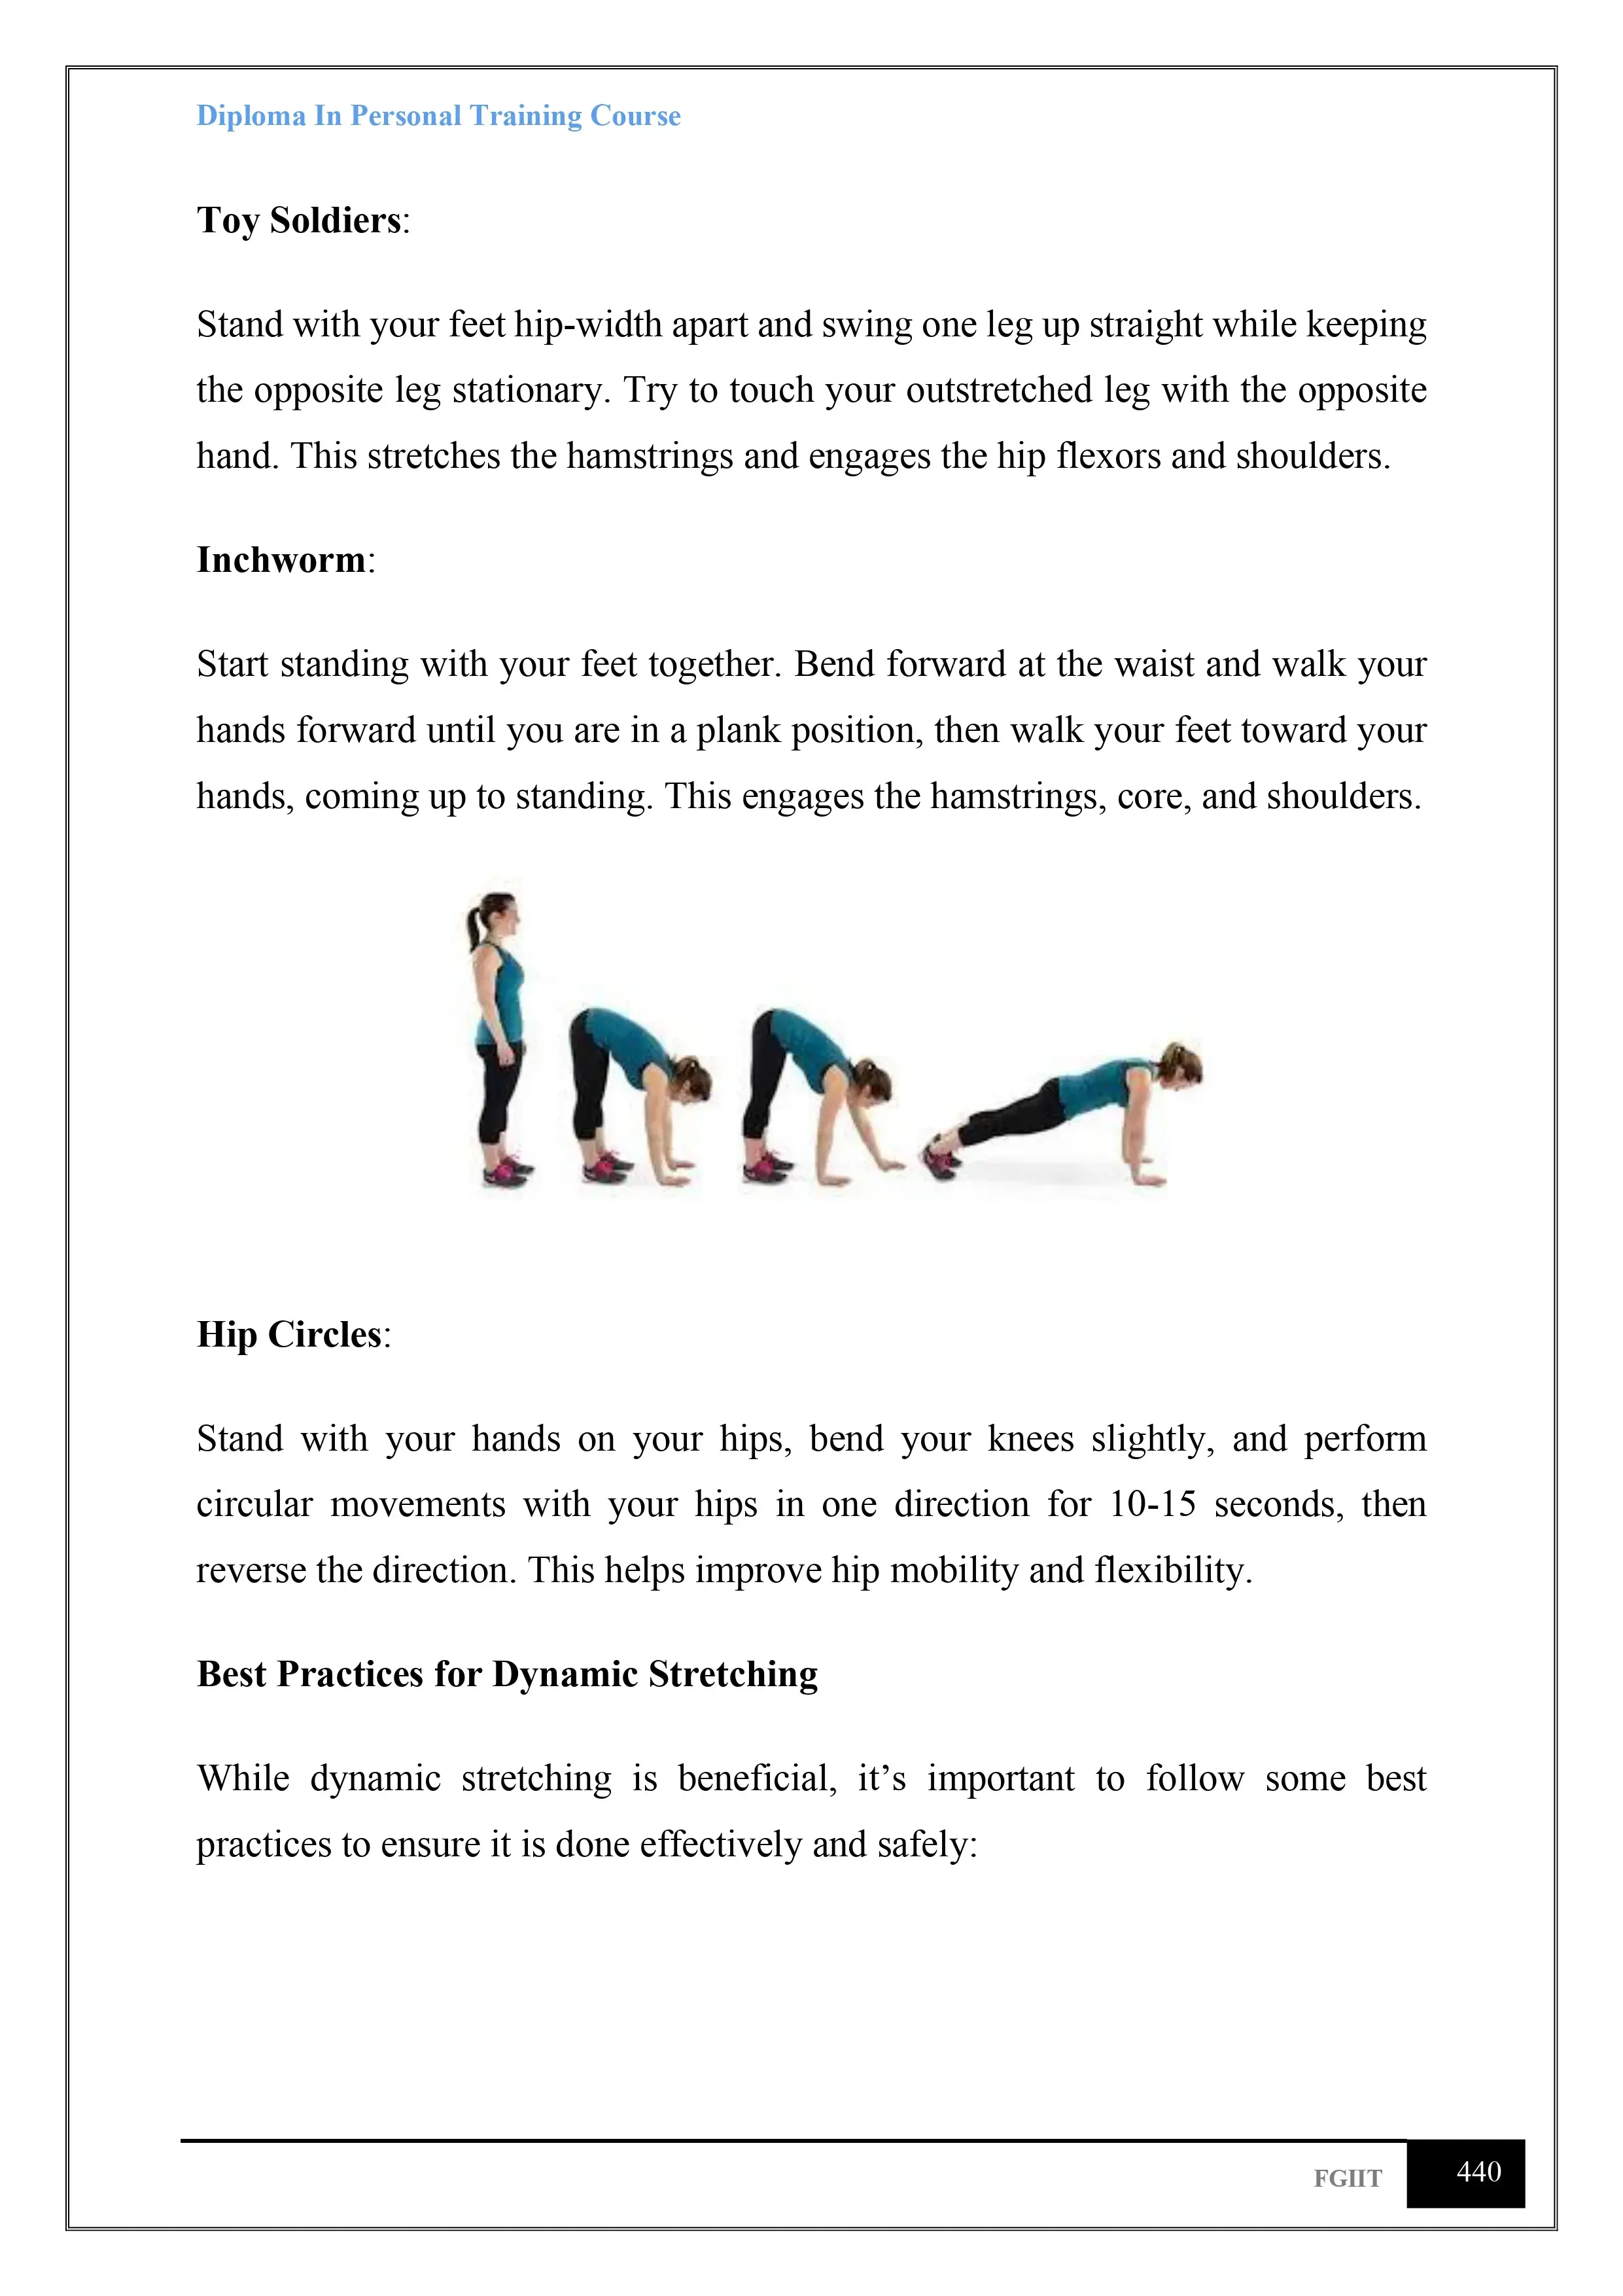 Diploma In Personal Training Course
Toy Soldiers:
Stand with your feet hip-width apart and swing one leg up straight while keeping
the opposite leg stationary. Try to touch your outstretched leg with the opposite
hand. This stretches the hamstrings and engages the hip flexors and shoulders.
Inchworm:
Start standing with your feet together. Bend forward at the waist and walk your
hands forward until you are in a plank position, then walk your feet toward your
hands, coming up to standing. This engages the hamstrings, core, and shoulders.
Hip Circles:
Stand with your hands on your hips, bend your knees slightly, and perform
circular movements with your hips in one direction for 10-15 seconds, then
reverse the direction. This helps improve hip mobility and flexibility.
Best Practices for Dynamic Stretching
While dynamic stretching is beneficial, it’s important to follow some best
practices to ensure it is done effectively and safely:
FGIIT 440